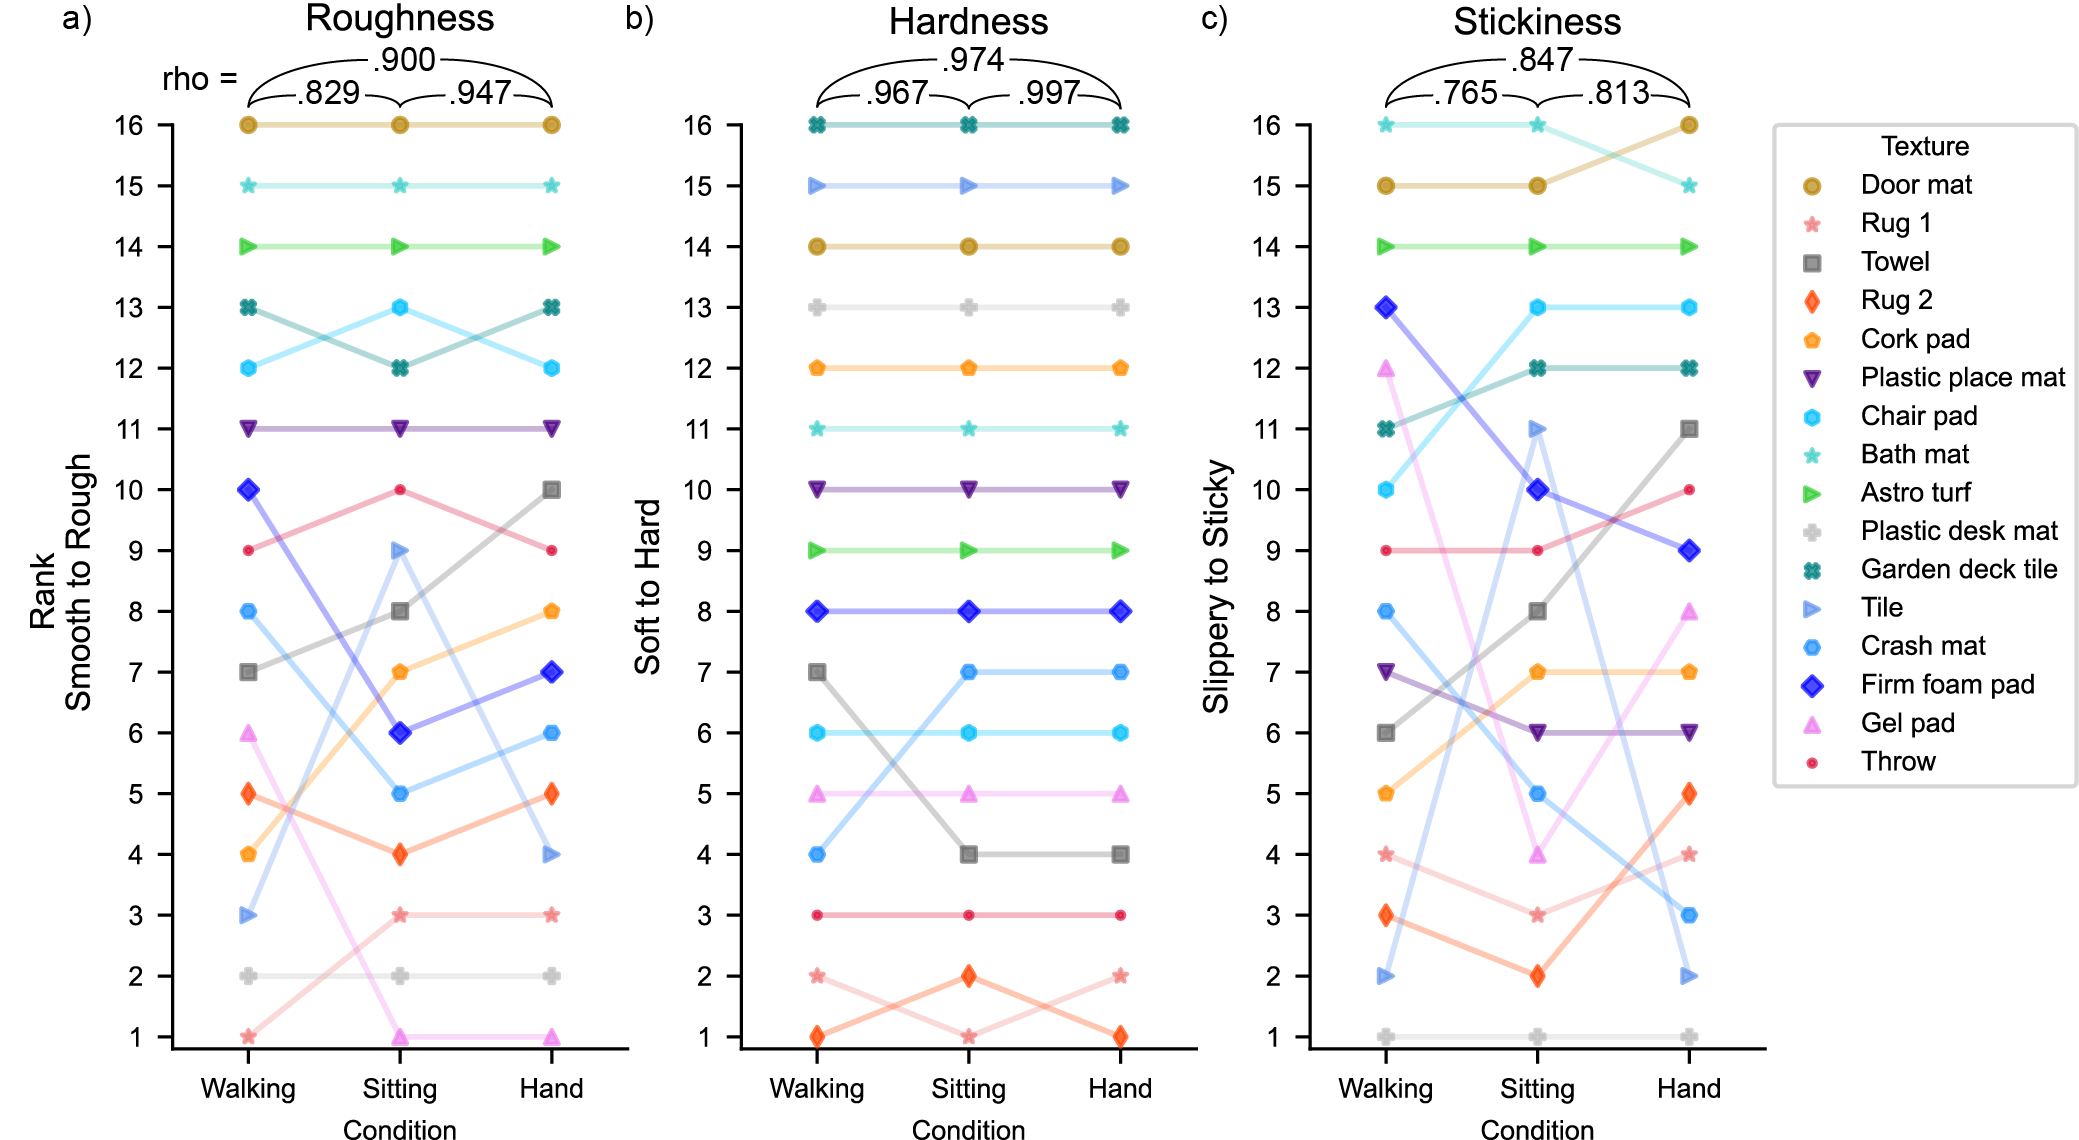 a)
Roughness
rho =
.900
.829
.947
16
15
14
13
12
11
10
9
8
7
6
5
4
3
2
1
Rank
Smooth to Rough
Walking
Sitting
Hand
Condition
b)
Hardness
.974
.967
.997
16
15
14
13
12
11
10
9
8
7
6
5
4
3
2
1
Soft to Hard
Walking
Sitting
Hand
Condition
c)
Stickiness
.847
.765
.813
16
15
14
13
12
11
10
9
8
7
6
5
4
3
2
1
Slippery to Sticky
Walking
Sitting
Hand
Condition
Texture
Door mat
Rug 1
Towel
Rug 2
Cork pad
Plastic place mat
Chair pad
Bath mat
Astro turf
Plastic desk mat
Garden deck tile
Tile
Crash mat
Firm foam pad
Gel pad
Throw